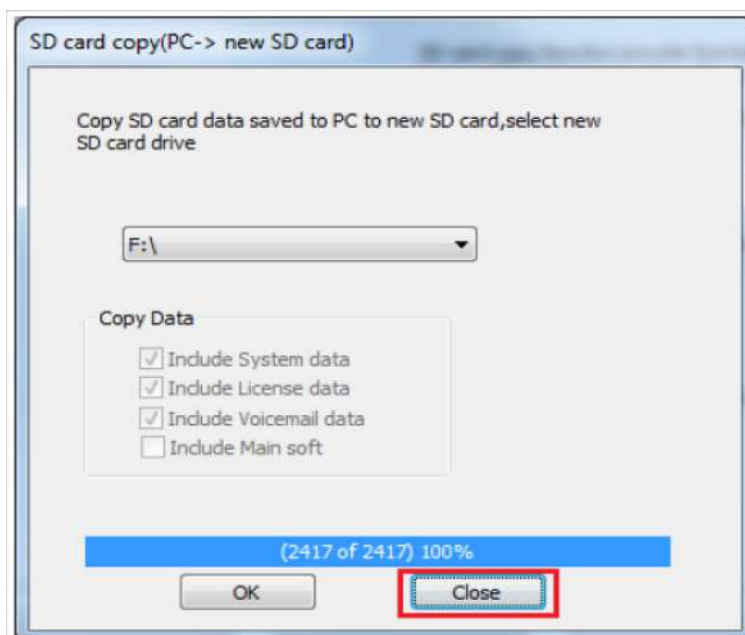 SD card copy(PC-> new SD card)
Copy SD card data saved to PC to new SD card,select new
SD card drive
F:\
Copy Data
Include System data
Include License data
Include Voicemail data
Include Main soft
(2417 of 2417) 100%
OK
Close